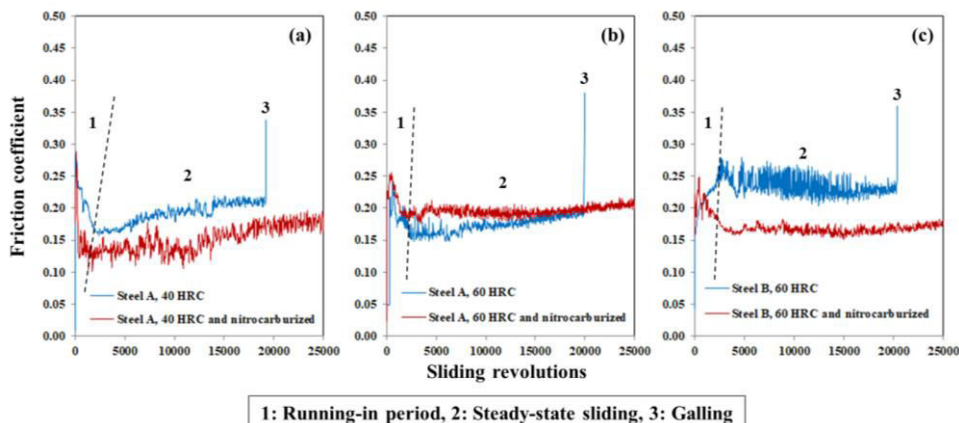 Friction coefficient
0.50
0.45
0.40
0.35
0.30
0.25
0.20
0.15
0.10
0.05
0.00
(a)
1
2
3
Steel A, 40 HRC
Steel A, 40 HRC and nitrocarburized
0 5000 10000 15000 20000 25000
0.50
0.45
0.40
0.35
0.30
0.25
0.20
0.15
0.10
0.05
0.00
(b)
1
2
3
Steel A, 60 HRC
Steel A, 60 HRC and nitrocarburized
0 5000 10000 15000 20000 25000
0.50
0.45
0.40
0.35
0.30
0.25
0.20
0.15
0.10
0.05
0.00
(c)
1
2
3
Steel B, 60 HRC
Steel B, 60 HRC and nitrocarburized
0 5000 10000 15000 20000 25000
Sliding revolutions
1: Running-in period, 2: Steady-state sliding, 3: Galling